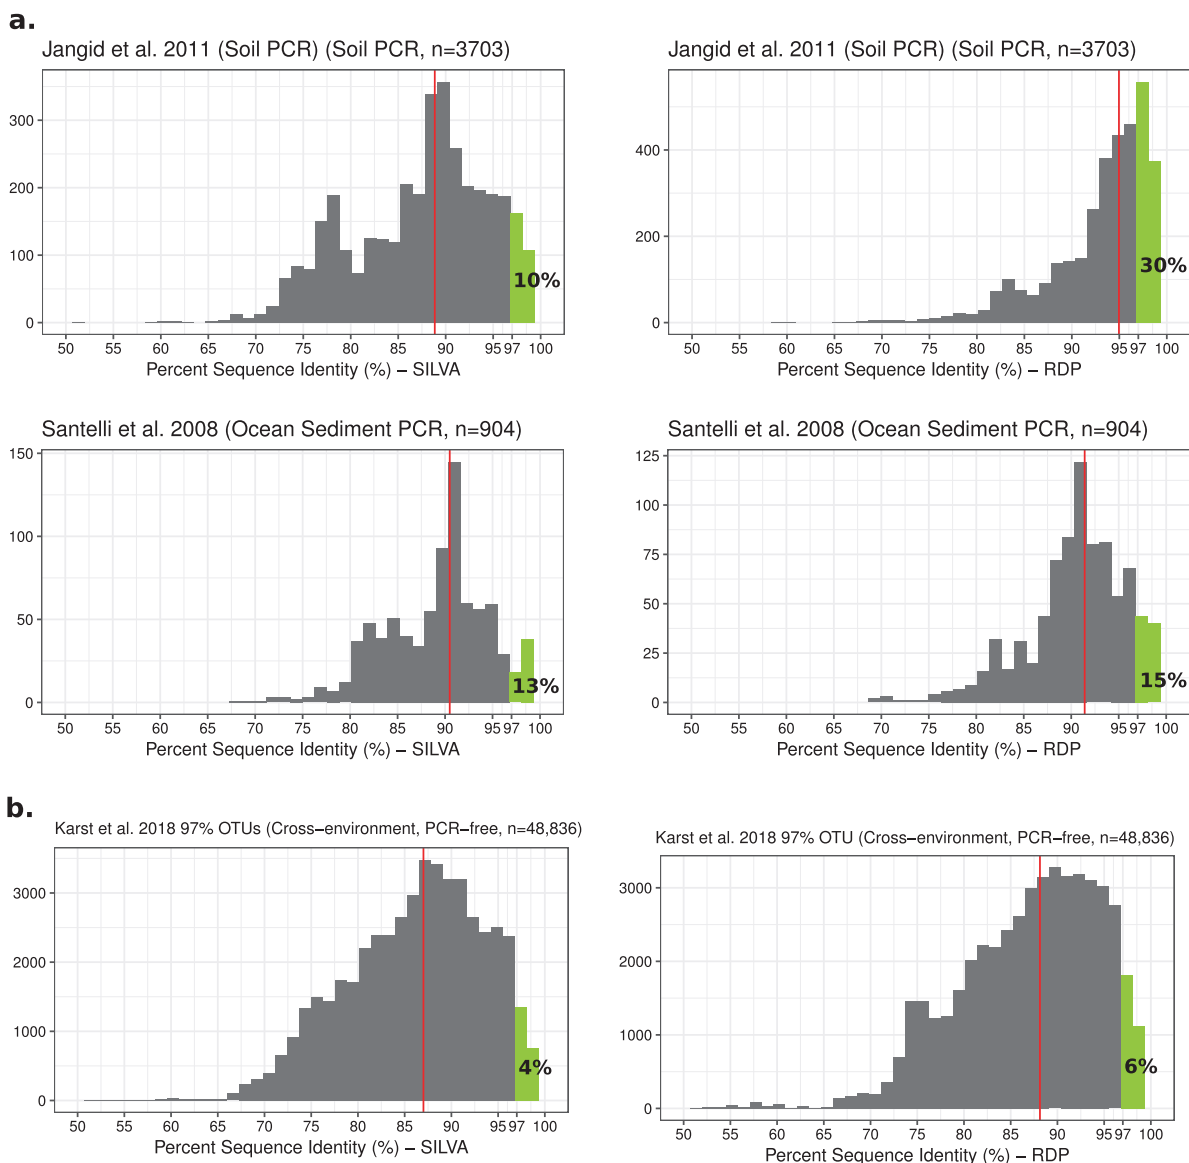 a.
Jangid et al. 2011 (Soil PCR) (Soil PCR, n=3703)
300
200
100
0
10%
50 55 60 65 70 75 80 85 90 95 97 100
Percent Sequence Identity (%) – SILVA
Jangid et al. 2011 (Soil PCR) (Soil PCR, n=3703)
400
200
0
30%
50 55 60 65 70 75 80 85 90 95 97 100
Percent Sequence Identity (%) – RDP
Santelli et al. 2008 (Ocean Sediment PCR, n=904)
150
100
50
0
13%
50 55 60 65 70 75 80 85 90 95 97 100
Percent Sequence Identity (%) – SILVA
Santelli et al. 2008 (Ocean Sediment PCR, n=904)
125
100
75
50
25
0
15%
50 55 60 65 70 75 80 85 90 95 97 100
Percent Sequence Identity (%) – RDP
b.
Karst et al. 2018 97% OTUs (Cross–environment, PCR–free, n=48,836)
3000
2000
1000
0
4%
50 55 60 65 70 75 80 85 90 95 97 100
Percent Sequence Identity (%) – SILVA
Karst et al. 2018 97% OTU (Cross–environment, PCR–free, n=48,836)
3000
2000
1000
0
6%
50 55 60 65 70 75 80 85 90 95 97 100
Percent Sequence Identity (%) – RDP